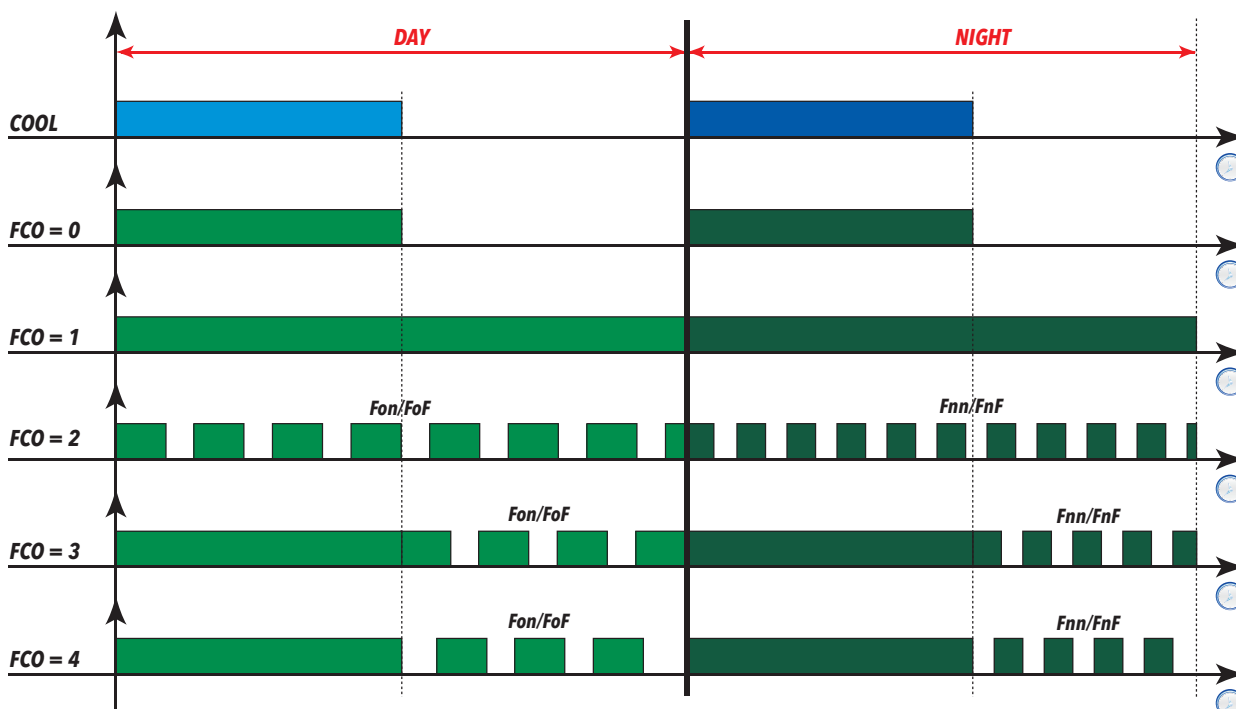 DAY NIGHT
COOL
FCO = 0
FCO = 1
Fon/FoF Fnn/FnF
FCO = 2
Fon/FoF Fnn/FnF
FCO = 3
Fon/FoF Fnn/FnF
FCO = 4